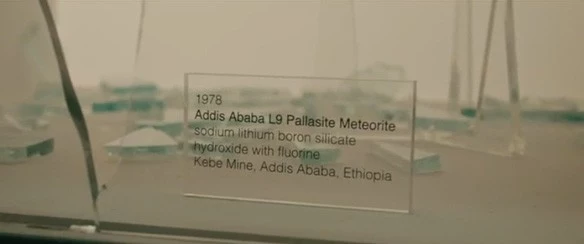 1978
Addis Ababa L9 Pallasite Meteorite
sodium lithium boron silicate
hydroxide with fluorine
Kebe Mine, Addis Ababa, Ethiopia